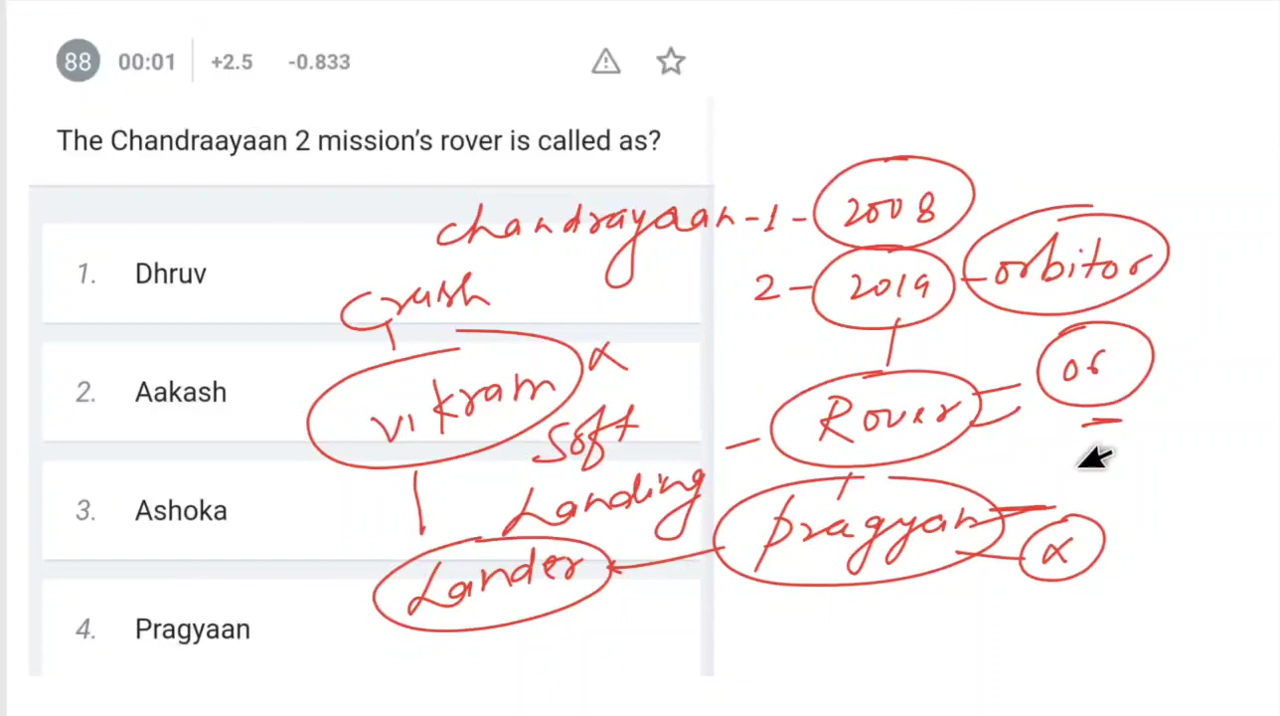 88 00:01 +2.5 -0.833
The Chandraayaan 2 mission's rover is called as?
chandrayaan-1-2008
2-2019-orbitor
1. Dhruv
Crash
2. Aakash
Vikram
Rover
06
Soft
Landing
3. Ashoka
pragyan
Lander
4. Pragyaan